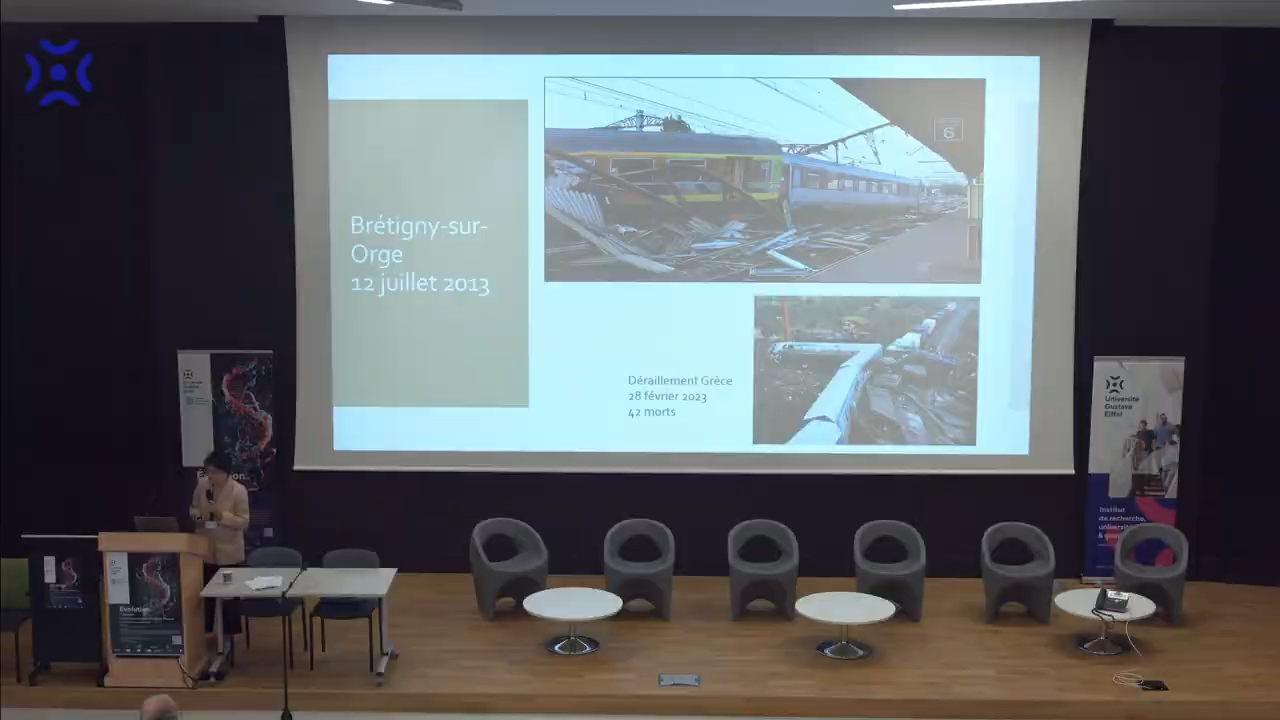 Brétigny-sur-
Orge
12 juillet 2013
6
Déraillement Grèce
28 février 2023
42 morts
Université
Gustave
Eiffel
Institut
de recherche,
Evolution